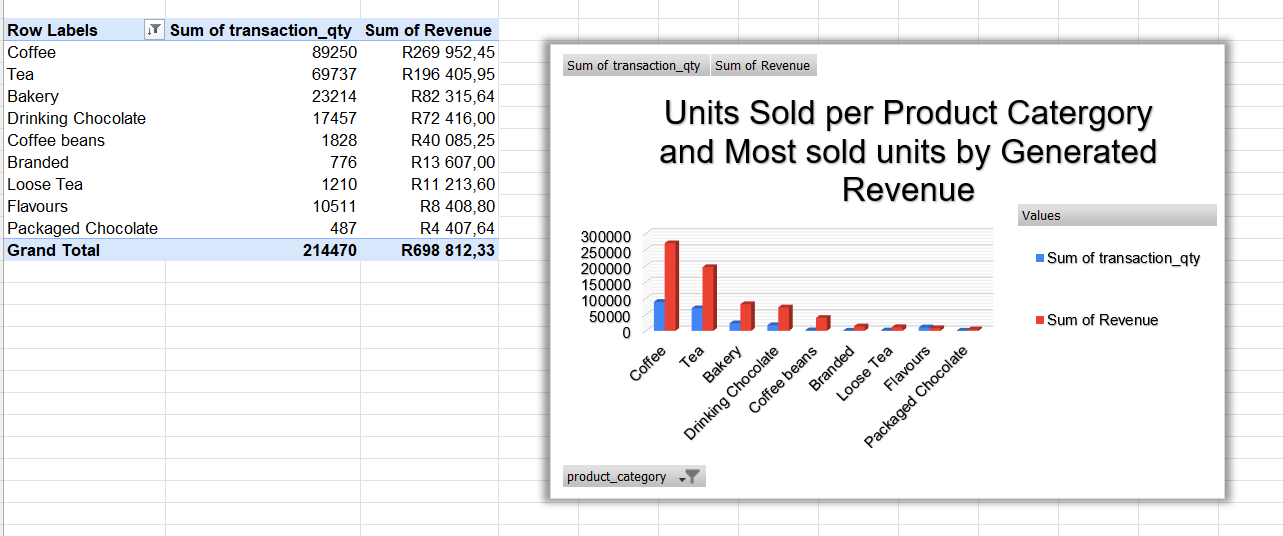 Row Labels Sum of transaction_qty Sum of Revenue
Coffee 89250 R269 952,45
Tea 69737 R196 405,95
Bakery 23214 R82 315,64
Drinking Chocolate 17457 R72 416,00
Coffee beans 1828 R40 085,25
Branded 776 R13 607,00
Loose Tea 1210 R11 213,60
Flavours 10511 R8 408,80
Packaged Chocolate 487 R4 407,64
Grand Total 214470 R698 812,33
Sum of transaction_qty Sum of Revenue
Units Sold per Product Catergory
and Most sold units by Generated
Revenue
Values
Sum of transaction_qty
Sum of Revenue
300000
250000
200000
150000
100000
50000
0
Coffee
Tea
Bakery
Drinking Chocolate
Coffee beans
Branded
Loose Tea
Flavours
Packaged Chocolate
product_category